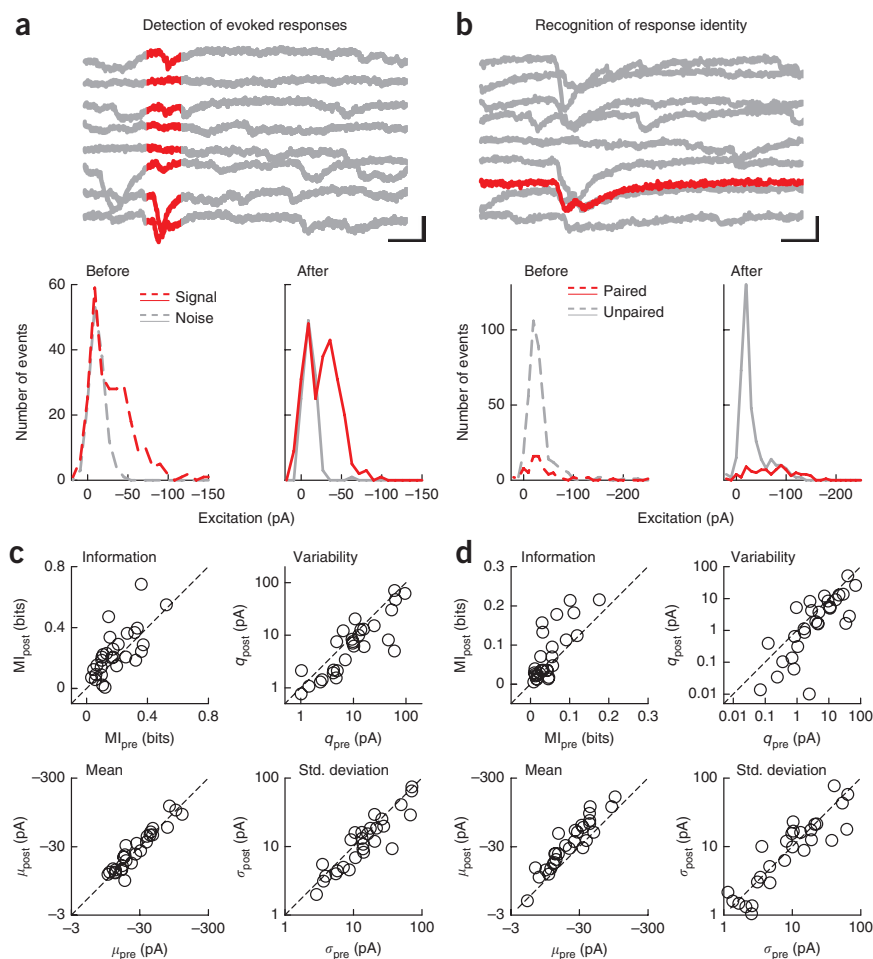 a
Detection of evoked responses
Before
After
Signal
Noise
Number of events
60
40
20
0
0 −50 −100 −150
0 −50 −100 −150
Excitation (pA)
b
Recognition of response identity
Before
After
Paired
Unpaired
Number of events
100
50
0
0 −100 −200
0 −100 −200
Excitation (pA)
c
Information
MIpost (bits)
0.8
0.4
0
0 0.4 0.8
MIpre (bits)
Variability
qpost (pA)
100
10
1
1 10 100
qpre (pA)
Mean
μpost (pA)
−300
−30
−3
−3 −30 −300
μpre (pA)
Std. deviation
σpost (pA)
100
10
1
1 10 100
σpre (pA)
d
Information
MIpost (bits)
0.3
0.2
0.1
0
0 0.1 0.2 0.3
MIpre (bits)
Variability
qpost (pA)
100
10
1
0.1
0.01
0.01 0.1 1 10 100
qpre (pA)
Mean
μpost (pA)
−300
−30
−3
−3 −30 −300
μpre (pA)
Std. deviation
σpost (pA)
100
10
1
1 10 100
σpre (pA)